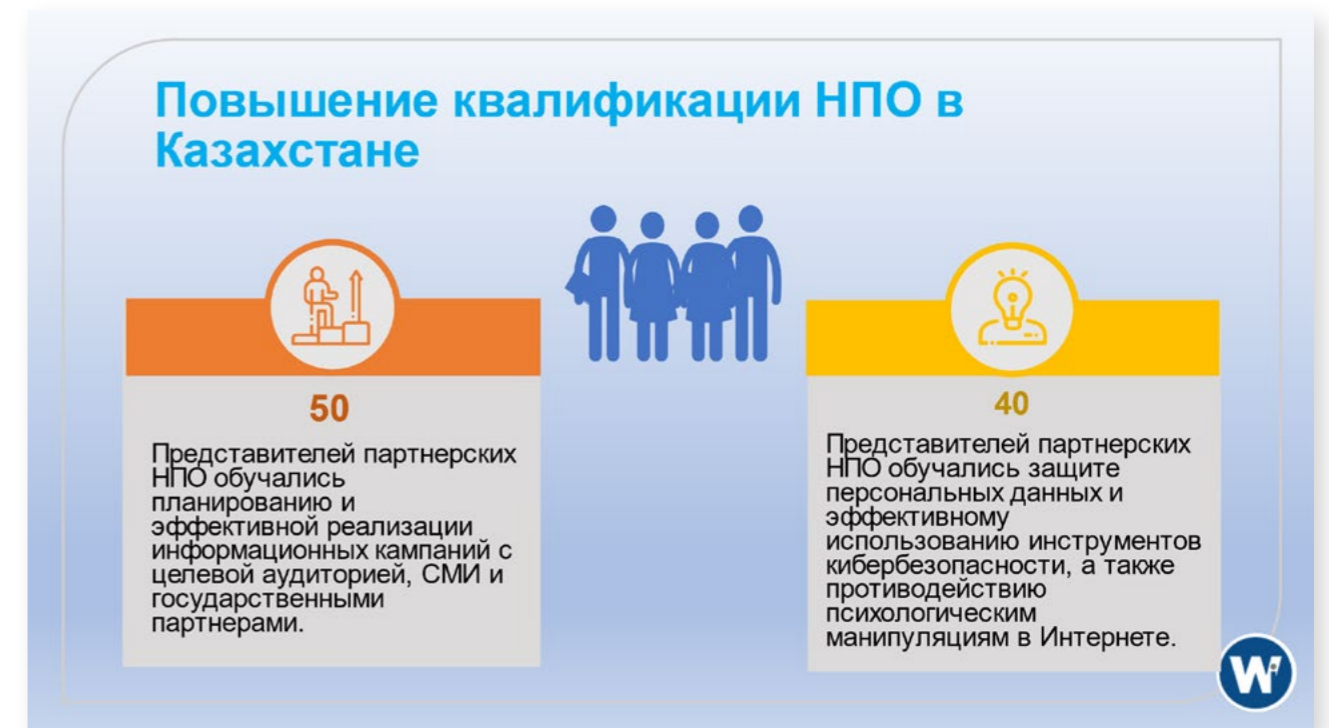 Повышение квалификации НПО в
Казахстане
50
Представителей партнерских
НПО обучались
планированию и
эффективной реализации
информационных кампаний с
целевой аудиторией, СМИ и
государственными
партнерами.
40
Представителей партнерских
НПО обучались защите
персональных данных и
эффективному
использованию инструментов
кибербезопасности, а также
противодействию
психологическим
манипуляциям в Интернете.
W